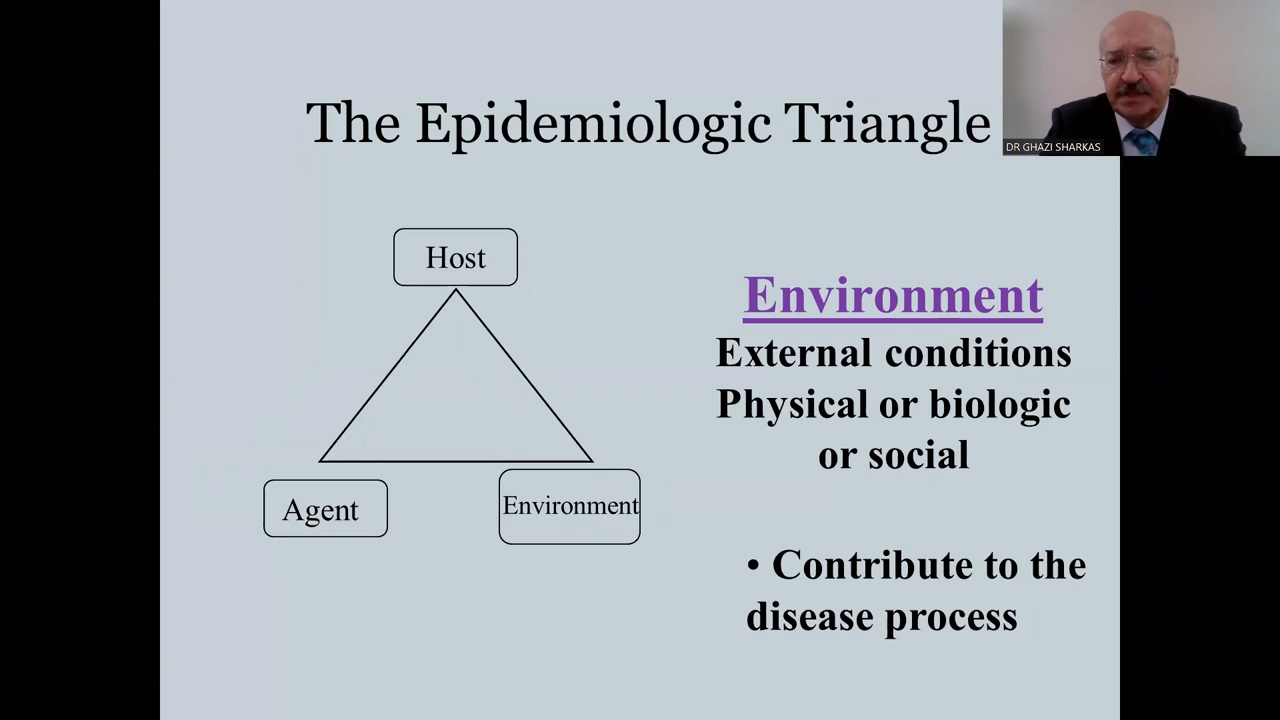 The Epidemiologic Triangle
DR GHAZI SHARKAS
Host
Agent
Environment
Environment
External conditions
Physical or biologic
or social
• Contribute to the
disease process